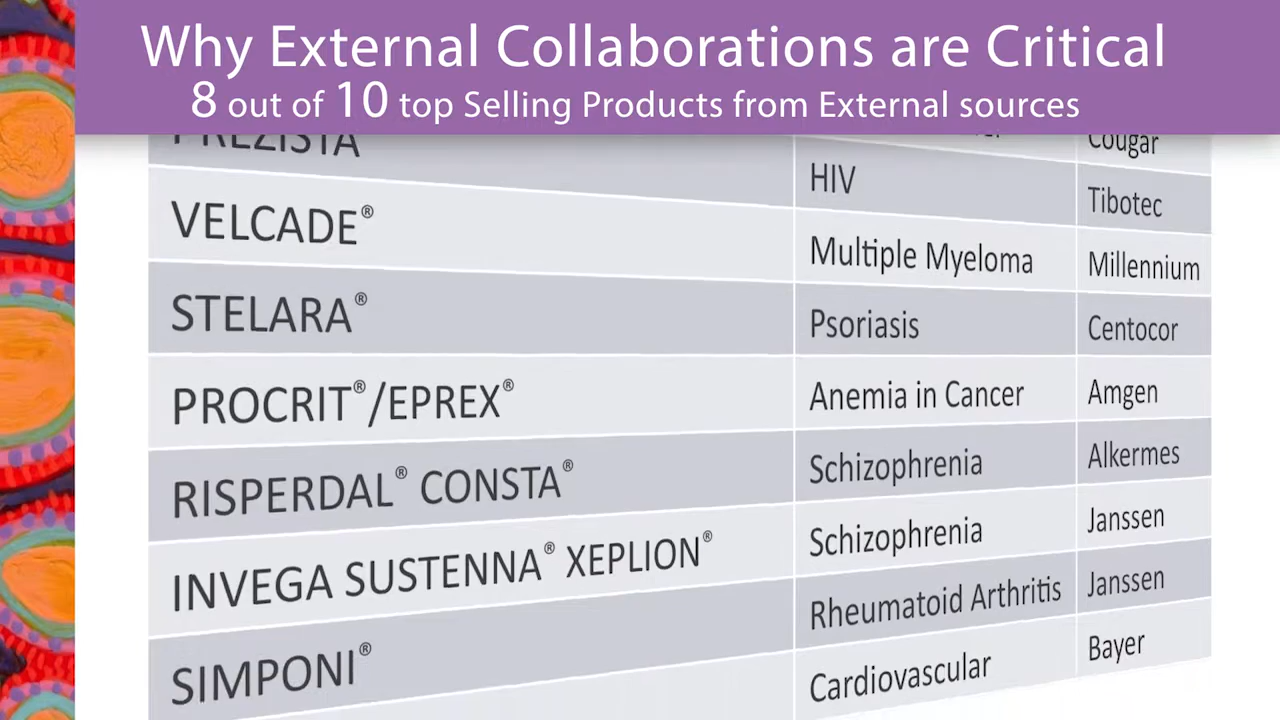 Why External Collaborations are Critical
8 out of 10 top Selling Products from External sources
Cougar
PREZISTA HIV Tibotec
VELCADE® Multiple Myeloma Millennium
STELARA® Psoriasis Centocor
PROCRIT®/EPREX® Anemia in Cancer Amgen
RISPERDAL® CONSTA® Schizophrenia Alkermes
INVEGA SUSTENNA® XEPLION® Schizophrenia Janssen
SIMPONI® Rheumatoid Arthritis Janssen
Cardiovascular Bayer